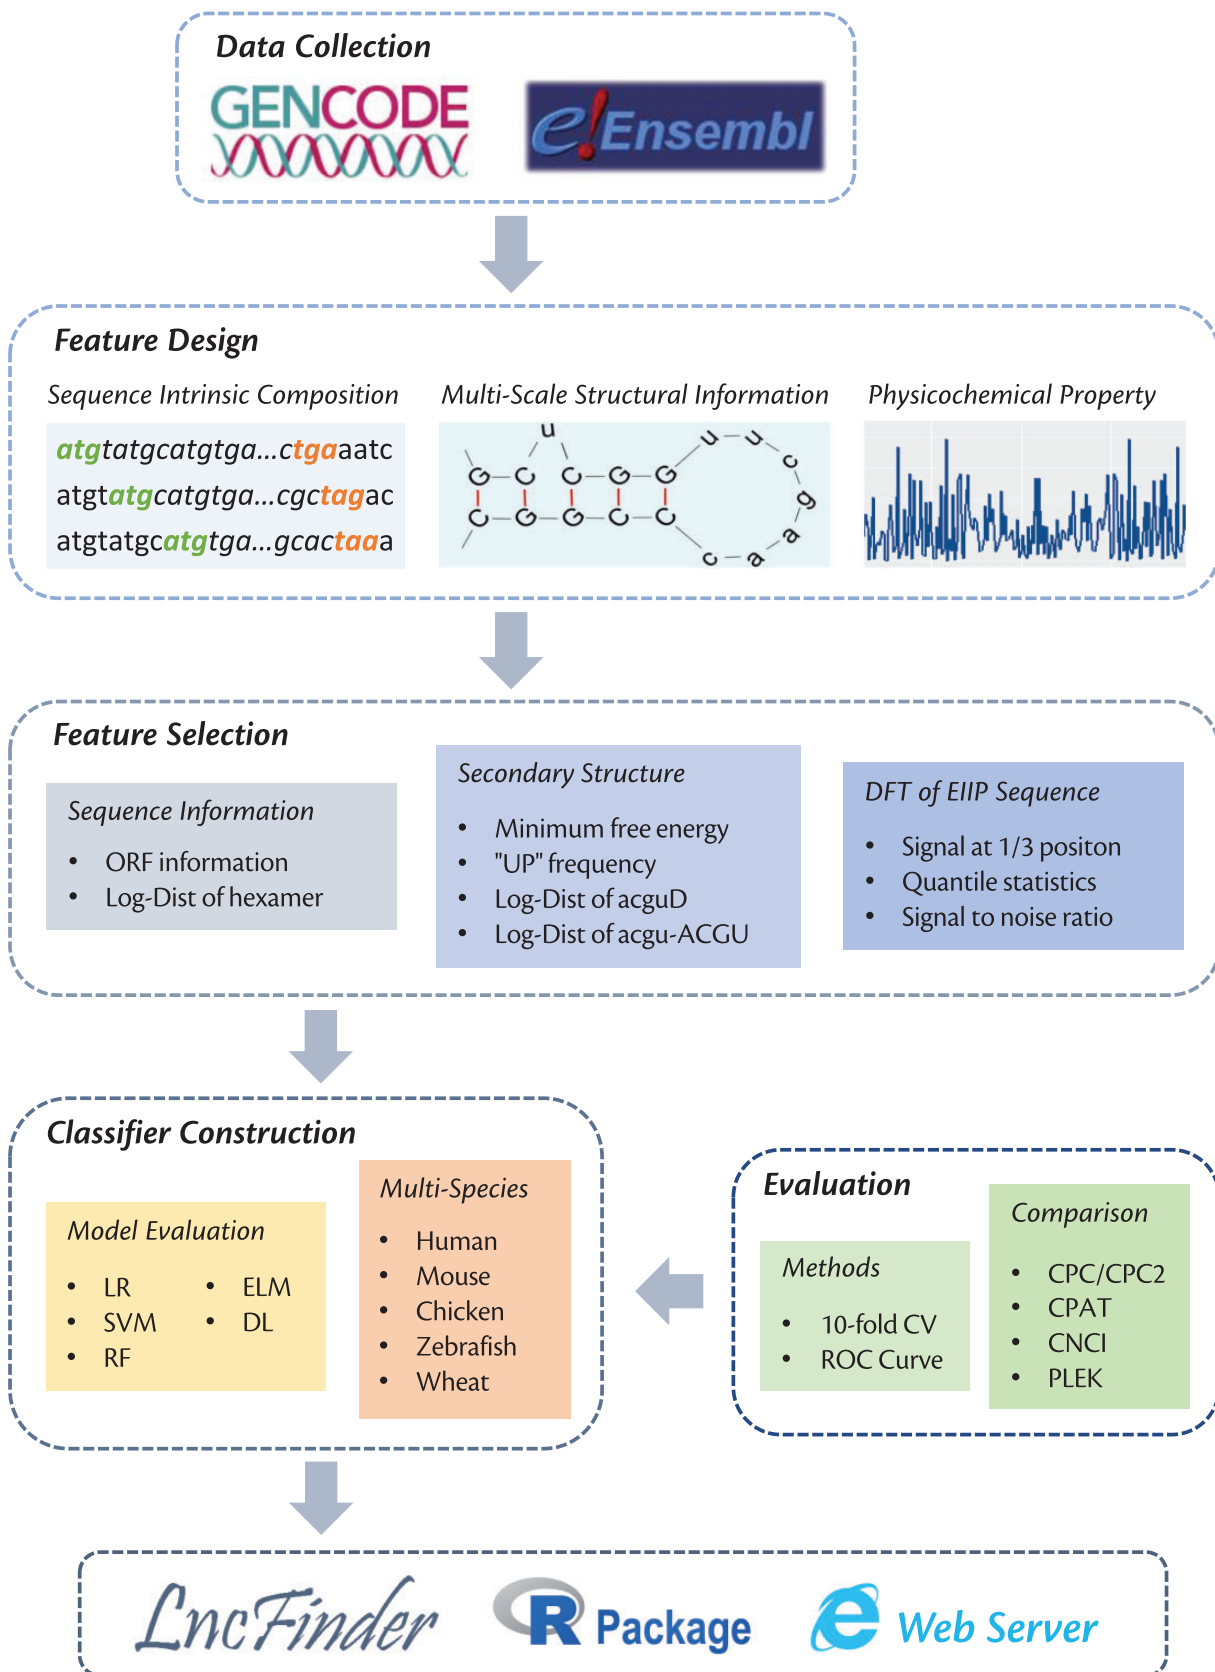 Data Collection
GENCODE
e!Ensembl
Feature Design
Sequence Intrinsic Composition
atgtatgcatgtga...ctgaaatc
atgtatgcatgtga...cgctagac
atgtatgcatgtga...gcactaaa
Multi-Scale Structural Information
u
G C C G G u u c
C G G C C c a a g
Physicochemical Property
Feature Selection
Sequence Information
• ORF information
• Log-Dist of hexamer
Secondary Structure
• Minimum free energy
• "UP" frequency
• Log-Dist of acguD
• Log-Dist of acgu-ACGU
DFT of EIIP Sequence
• Signal at 1/3 positon
• Quantile statistics
• Signal to noise ratio
Classifier Construction
Model Evaluation
• LR
• SVM
• RF
• ELM
• DL
Multi-Species
• Human
• Mouse
• Chicken
• Zebrafish
• Wheat
Evaluation
Methods
• 10-fold CV
• ROC Curve
Comparison
• CPC/CPC2
• CPAT
• CNCI
• PLEK
LncFinder
R Package
e Web Server